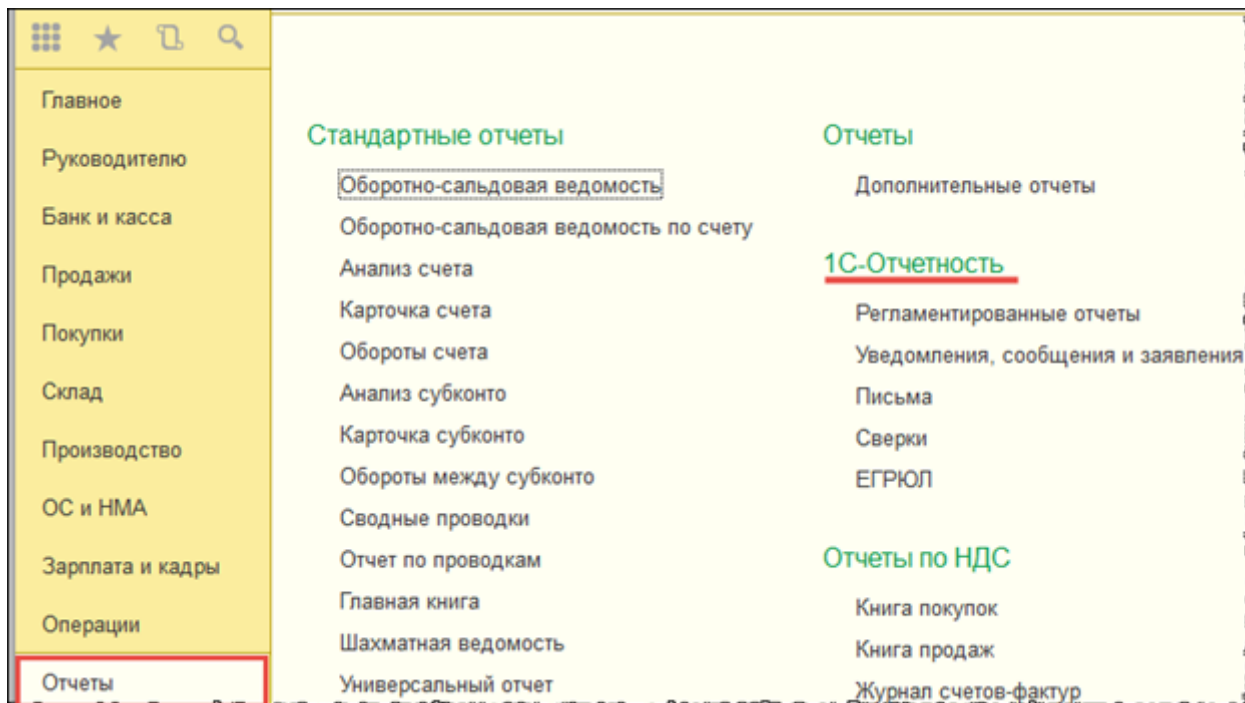 Главное
Руководителю
Банк и касса
Продажи
Покупки
Склад
Производство
ОС и НМА
Зарплата и кадры
Операции
Отчеты
Стандартные отчеты
Оборотно-сальдовая ведомость
Оборотно-сальдовая ведомость по счету
Анализ счета
Карточка счета
Обороты счета
Анализ субконто
Карточка субконто
Обороты между субконто
Сводные проводки
Отчет по проводкам
Главная книга
Шахматная ведомость
Универсальный отчет
Отчеты
Дополнительные отчеты
1С-Отчетность
Регламентированные отчеты
Уведомления, сообщения и заявления
Письма
Сверки
ЕГРЮЛ
Отчеты по НДС
Книга покупок
Книга продаж
Журнал счетов-фактур